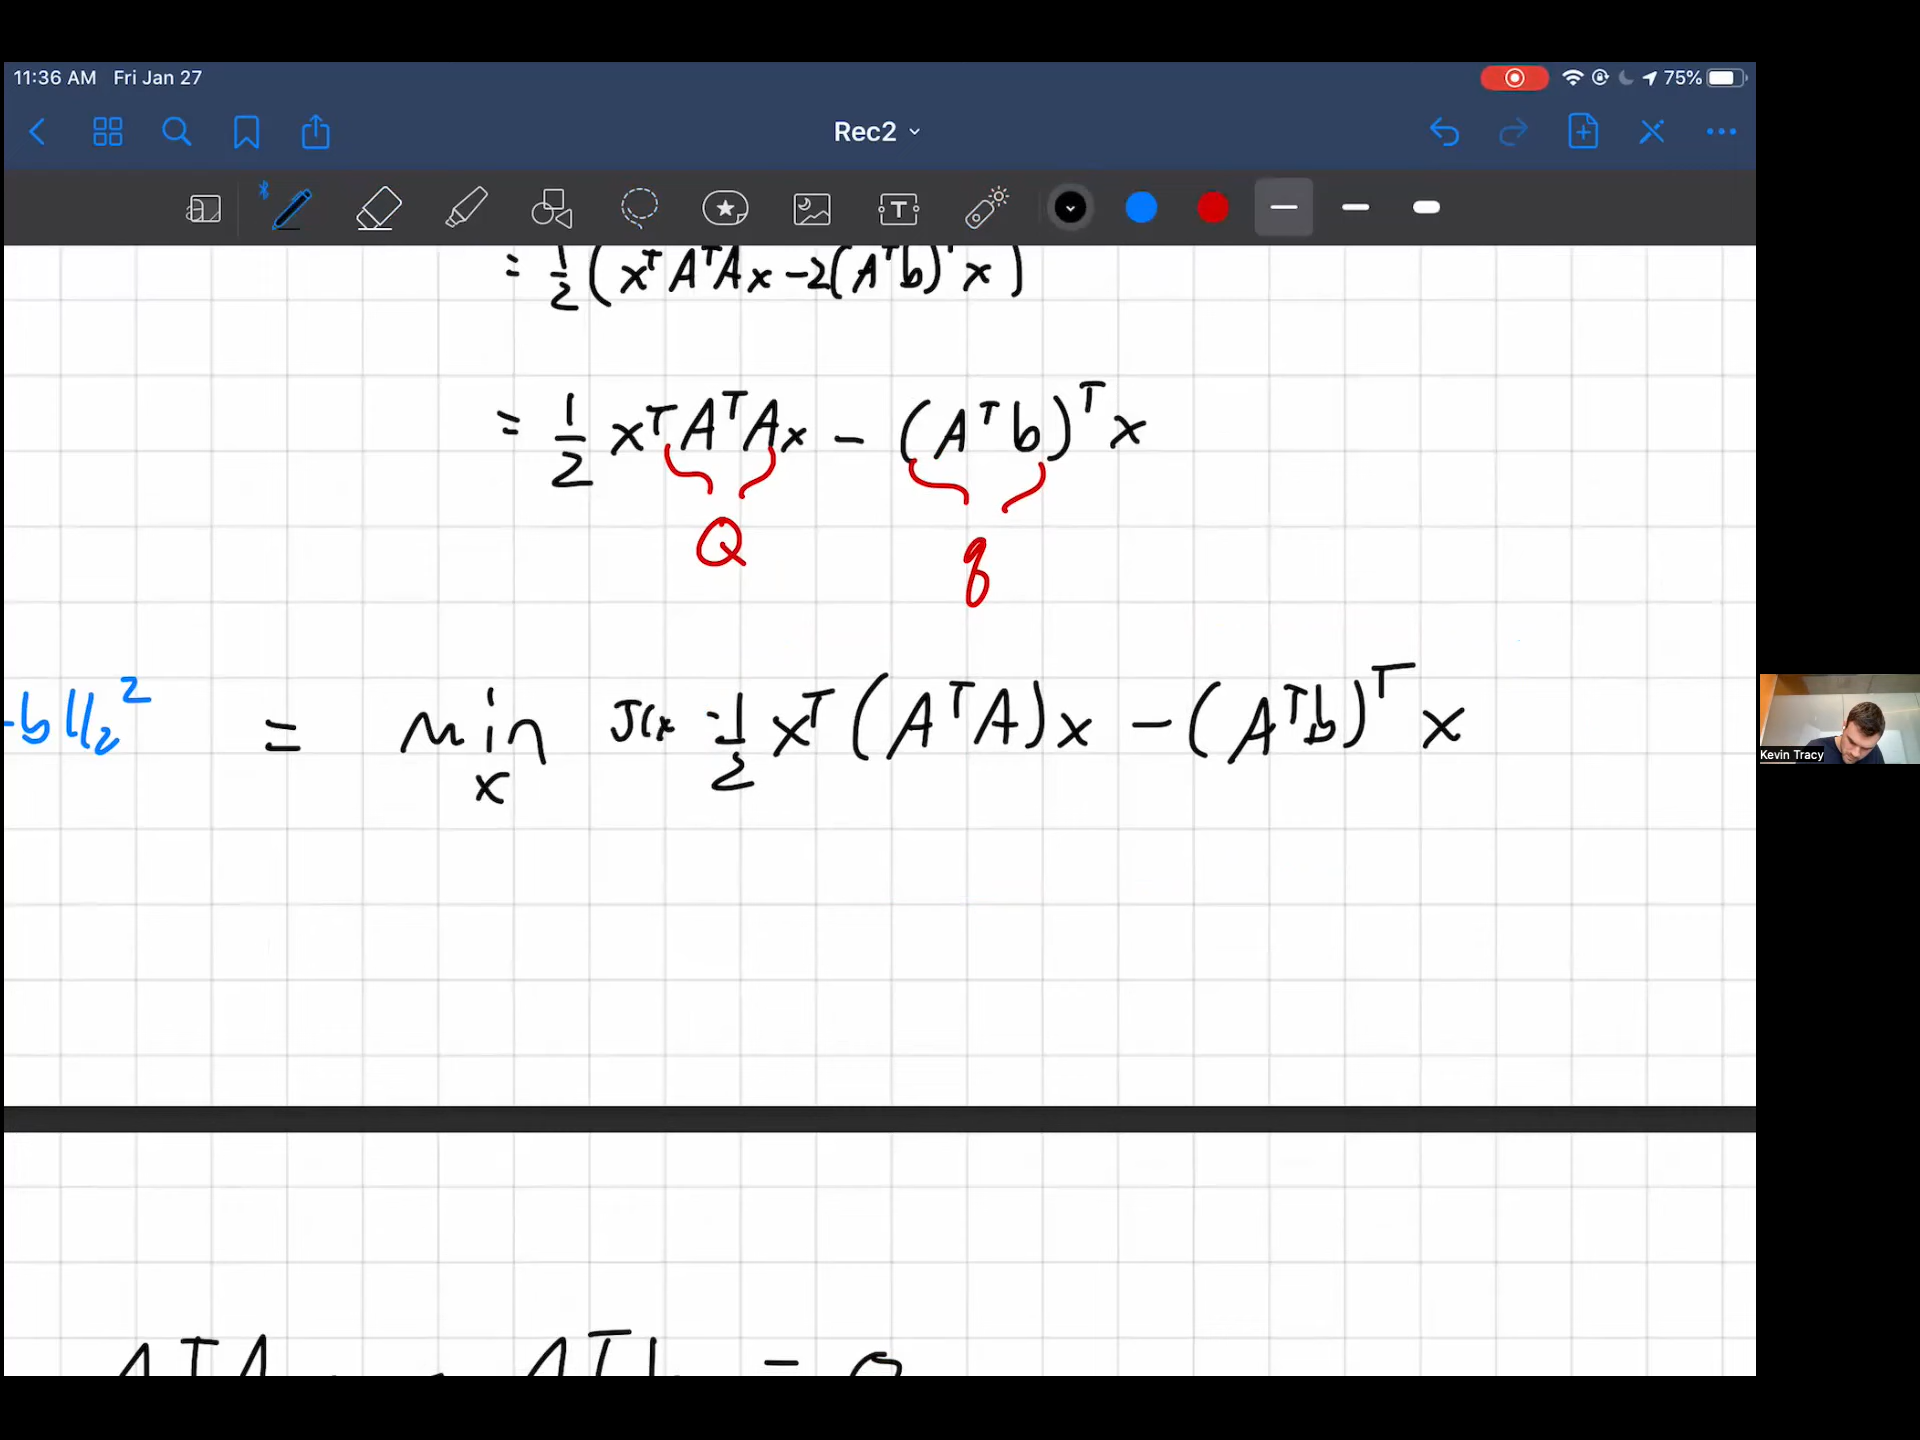 11:36 AM Fri Jan 27 75%
Rec2
= 1/2 (xᵀAᵀAx - 2(Aᵀb)ᵀx)
= 1/2 xᵀAᵀAx - (Aᵀb)ᵀx
Q q
-b||₂² = min J(x = 1/2 xᵀ(AᵀA)x - (Aᵀb)ᵀx
x
Kevin Tracy